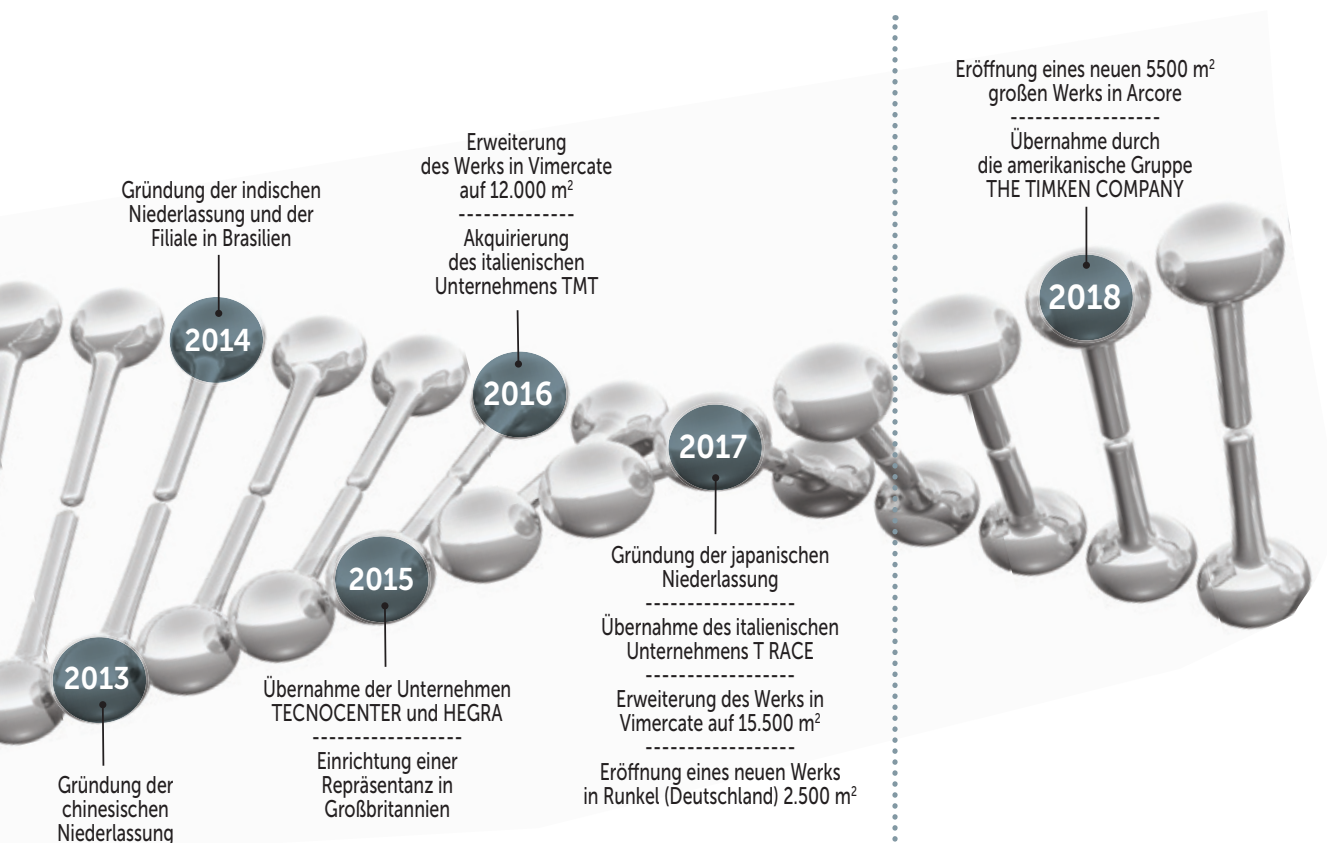 2013
Gründung der
chinesischen
Niederlassung
Gründung der indischen
Niederlassung und der
Filiale in Brasilien
2014
2015
Übernahme der Unternehmen
TECNOCENTER und HEGRA
Einrichtung einer
Repräsentanz in
Großbritannien
Erweiterung
des Werks in Vimercate
auf 12.000 m²
Akquirierung
des italienischen
Unternehmens TMT
2016
2017
Gründung der japanischen
Niederlassung
Übernahme des italienischen
Unternehmens T RACE
Erweiterung des Werks in
Vimercate auf 15.500 m²
Eröffnung eines neuen Werks
in Runkel (Deutschland) 2.500 m²
Eröffnung eines neuen 5500 m²
großen Werks in Arcore
Übernahme durch
die amerikanische Gruppe
THE TIMKEN COMPANY
2018